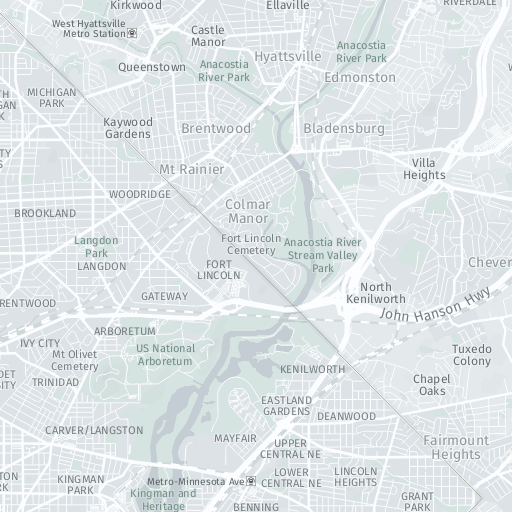 Kirkwood
Ellaville
RIVERDALE
West Hyattsville
Metro Station
Castle
Manor
Hyattsville
Anacostia
River Park
Queenstown
Anacostia
River Park
Edmonston
MICHIGAN
PARK
Kaywood
Gardens
Brentwood
Bladensburg
Mt Rainier
Villa
Heights
WOODRIDGE
BROOKLAND
Colmar
Manor
Langdon
Park
Fort Lincoln
Cemetery
Anacostia River
Stream Valley
Park
LANGDON
FORT
LINCOLN
Chever
RENTWOOD
GATEWAY
North
Kenilworth
John Hanson Hwy
ARBORETUM
IVY CITY
US National
Arboretum
Mt Olivet
Cemetery
Tuxedo
Colony
TRINIDAD
KENILWORTH
Chapel
Oaks
EASTLAND
GARDENS
DEANWOOD
CARVER/LANGSTON
MAYFAIR
UPPER
CENTRAL NE
Fairmount
Heights
KINGMAN
PARK
Metro-Minnesota Ave
LOWER
CENTRAL NE
LINCOLN
HEIGHTS
Kingman and
Heritage
BENNING
GRANT
PARK